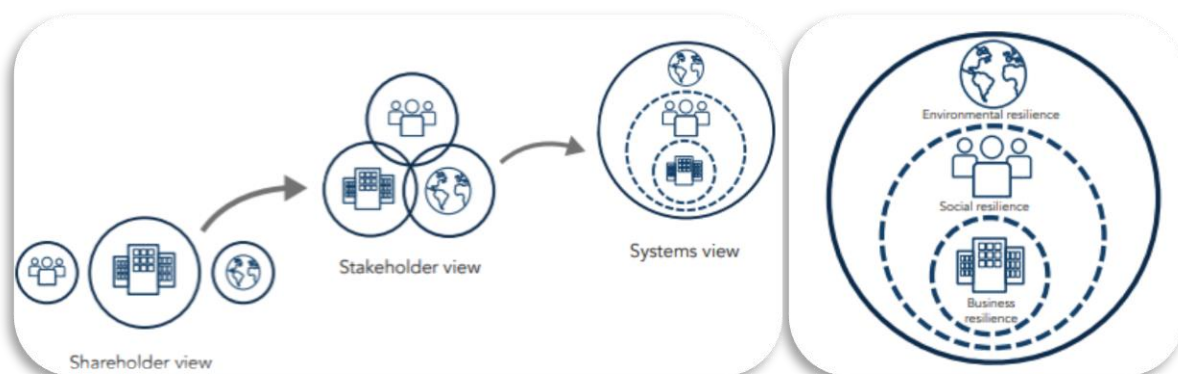 Shareholder view
Stakeholder view
Systems view
Environmental resilience
Social resilience
Business
resilience